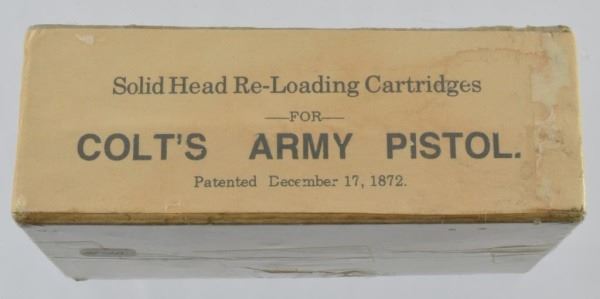 Solid Head Re-Loading Cartridges
—FOR—
COLT'S ARMY PISTOL.
Patented December 17, 1872.